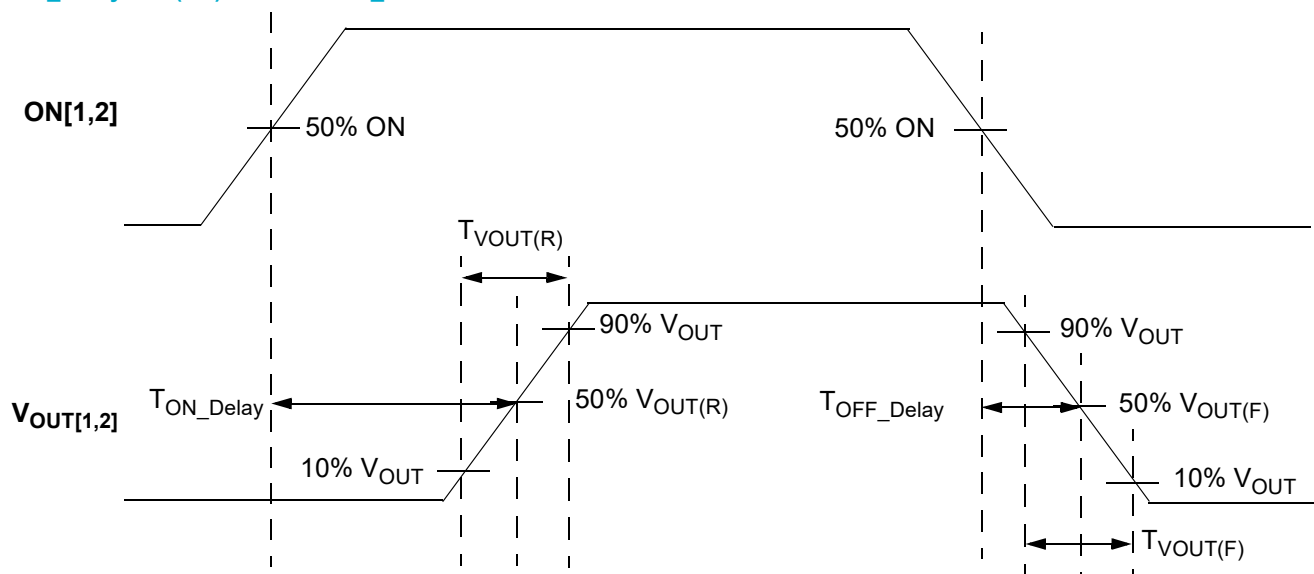 ON[1,2]
50% ON
50% ON
TVOUT(R)
90% VOUT
90% VOUT
TON_Delay
50% VOUT(R)
TOFF_Delay
50% VOUT(F)
VOUT[1,2]
10% VOUT
10% VOUT
TVOUT(F)